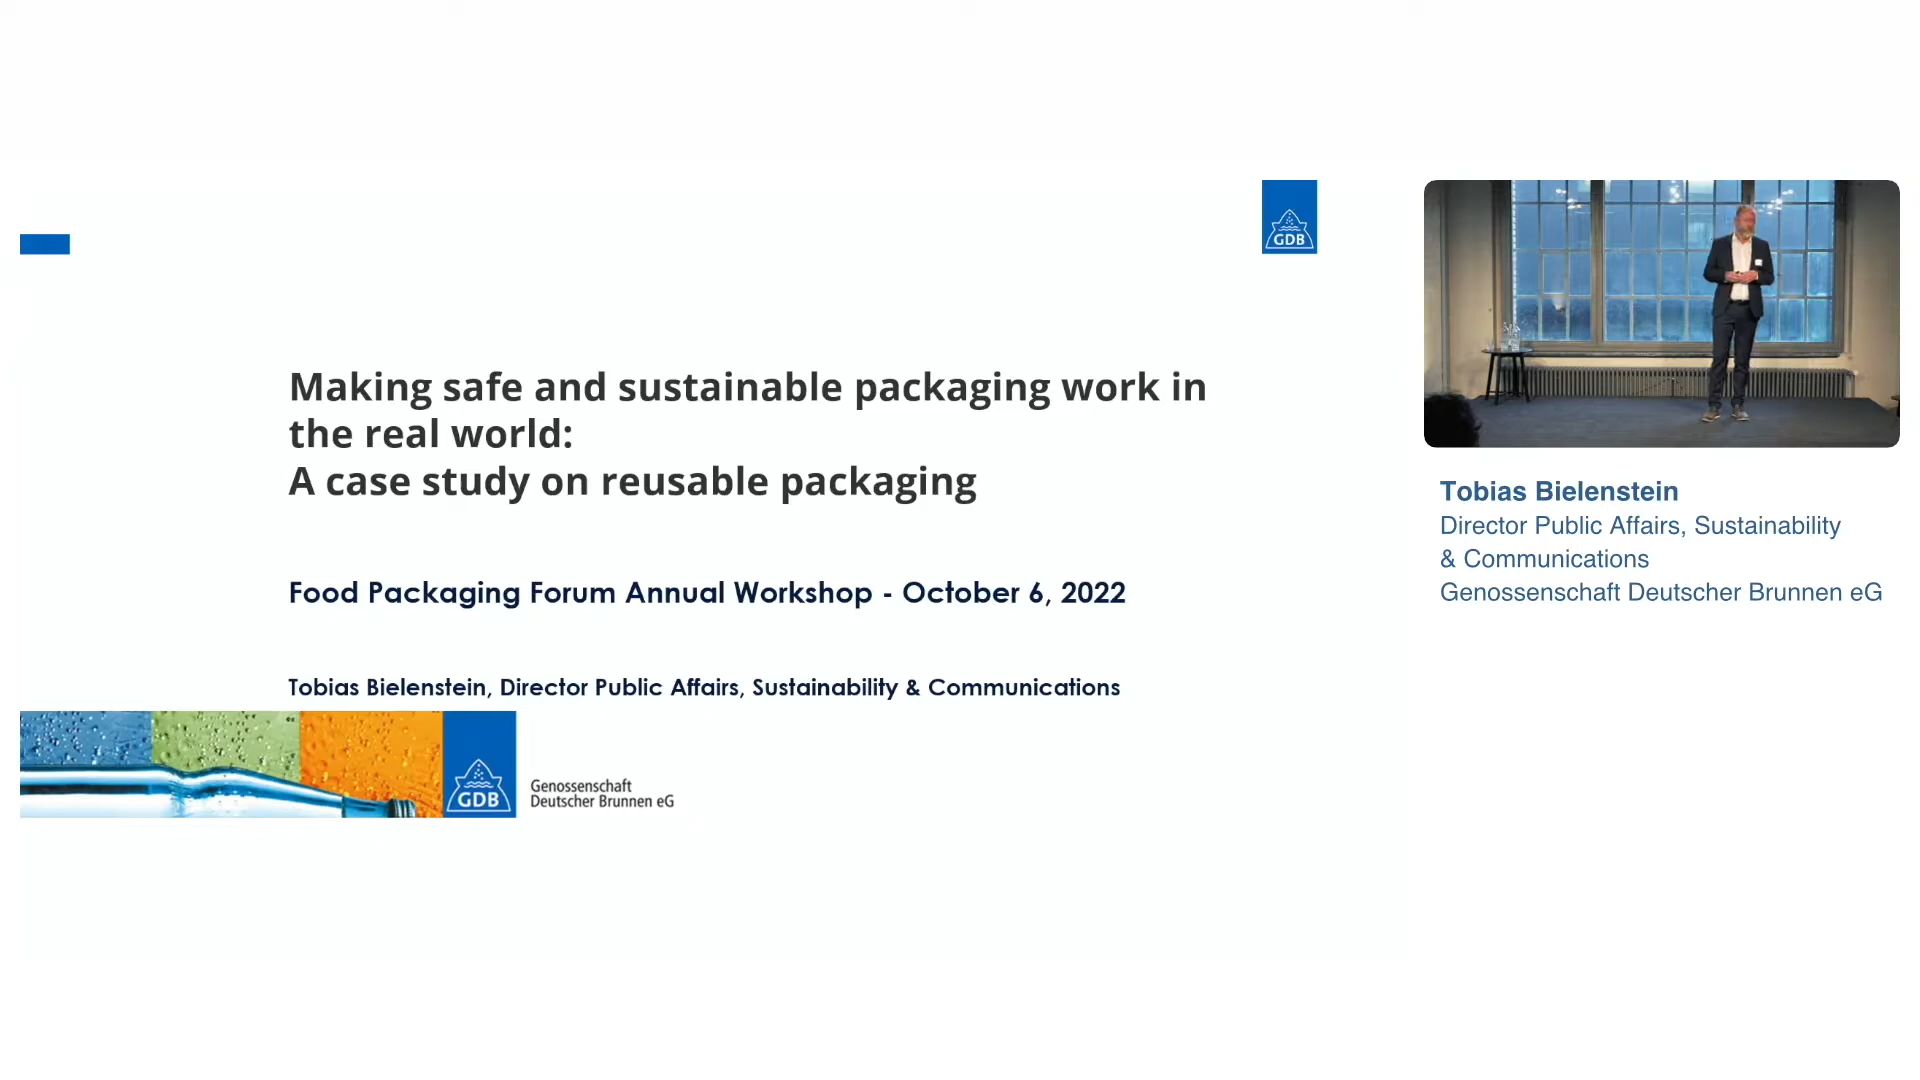 GDB
Making safe and sustainable packaging work in
the real world:
A case study on reusable packaging
Food Packaging Forum Annual Workshop - October 6, 2022
Tobias Bielenstein, Director Public Affairs, Sustainability & Communications
GDB
Genossenschaft
Deutscher Brunnen eG
Tobias Bielenstein
Director Public Affairs, Sustainability
& Communications
Genossenschaft Deutscher Brunnen eG